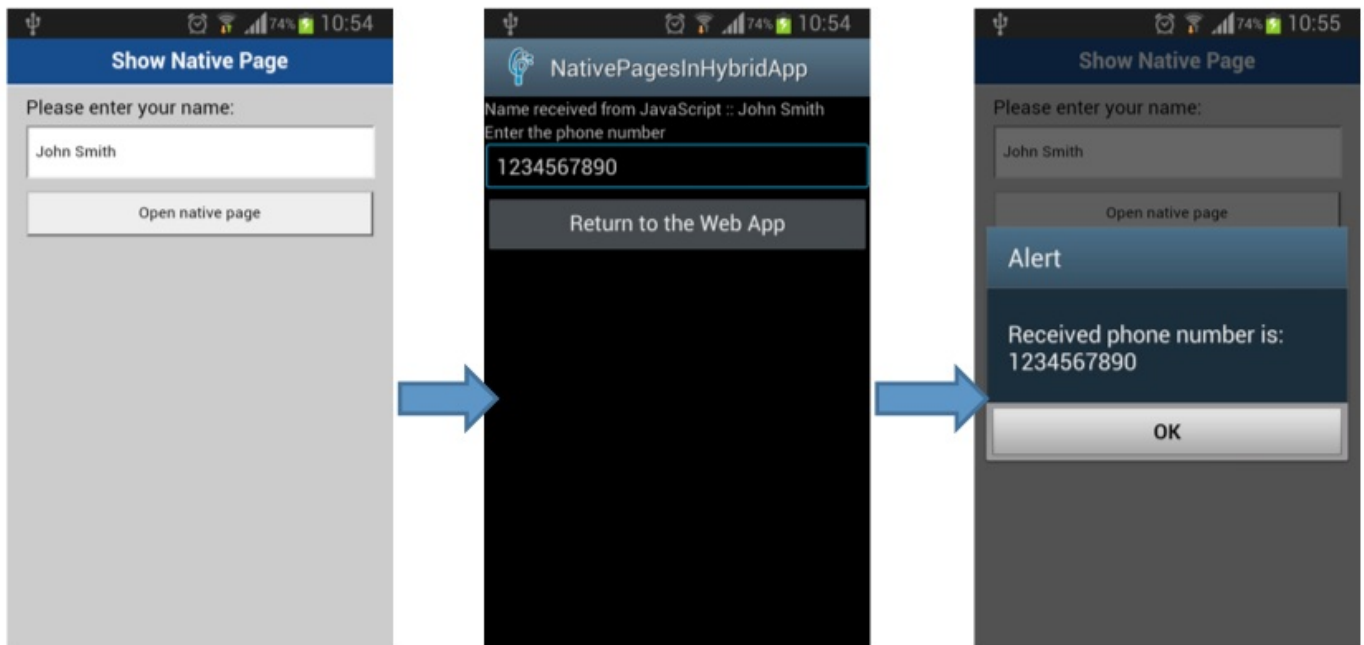 74% 10:54
Show Native Page
Please enter your name:
John Smith
Open native page
74% 10:54
NativePagesInHybridApp
Name received from JavaScript :: John Smith
Enter the phone number
1234567890
Return to the Web App
74% 10:55
Show Native Page
Please enter your name:
John Smith
Open native page
Alert
Received phone number is:
1234567890
OK